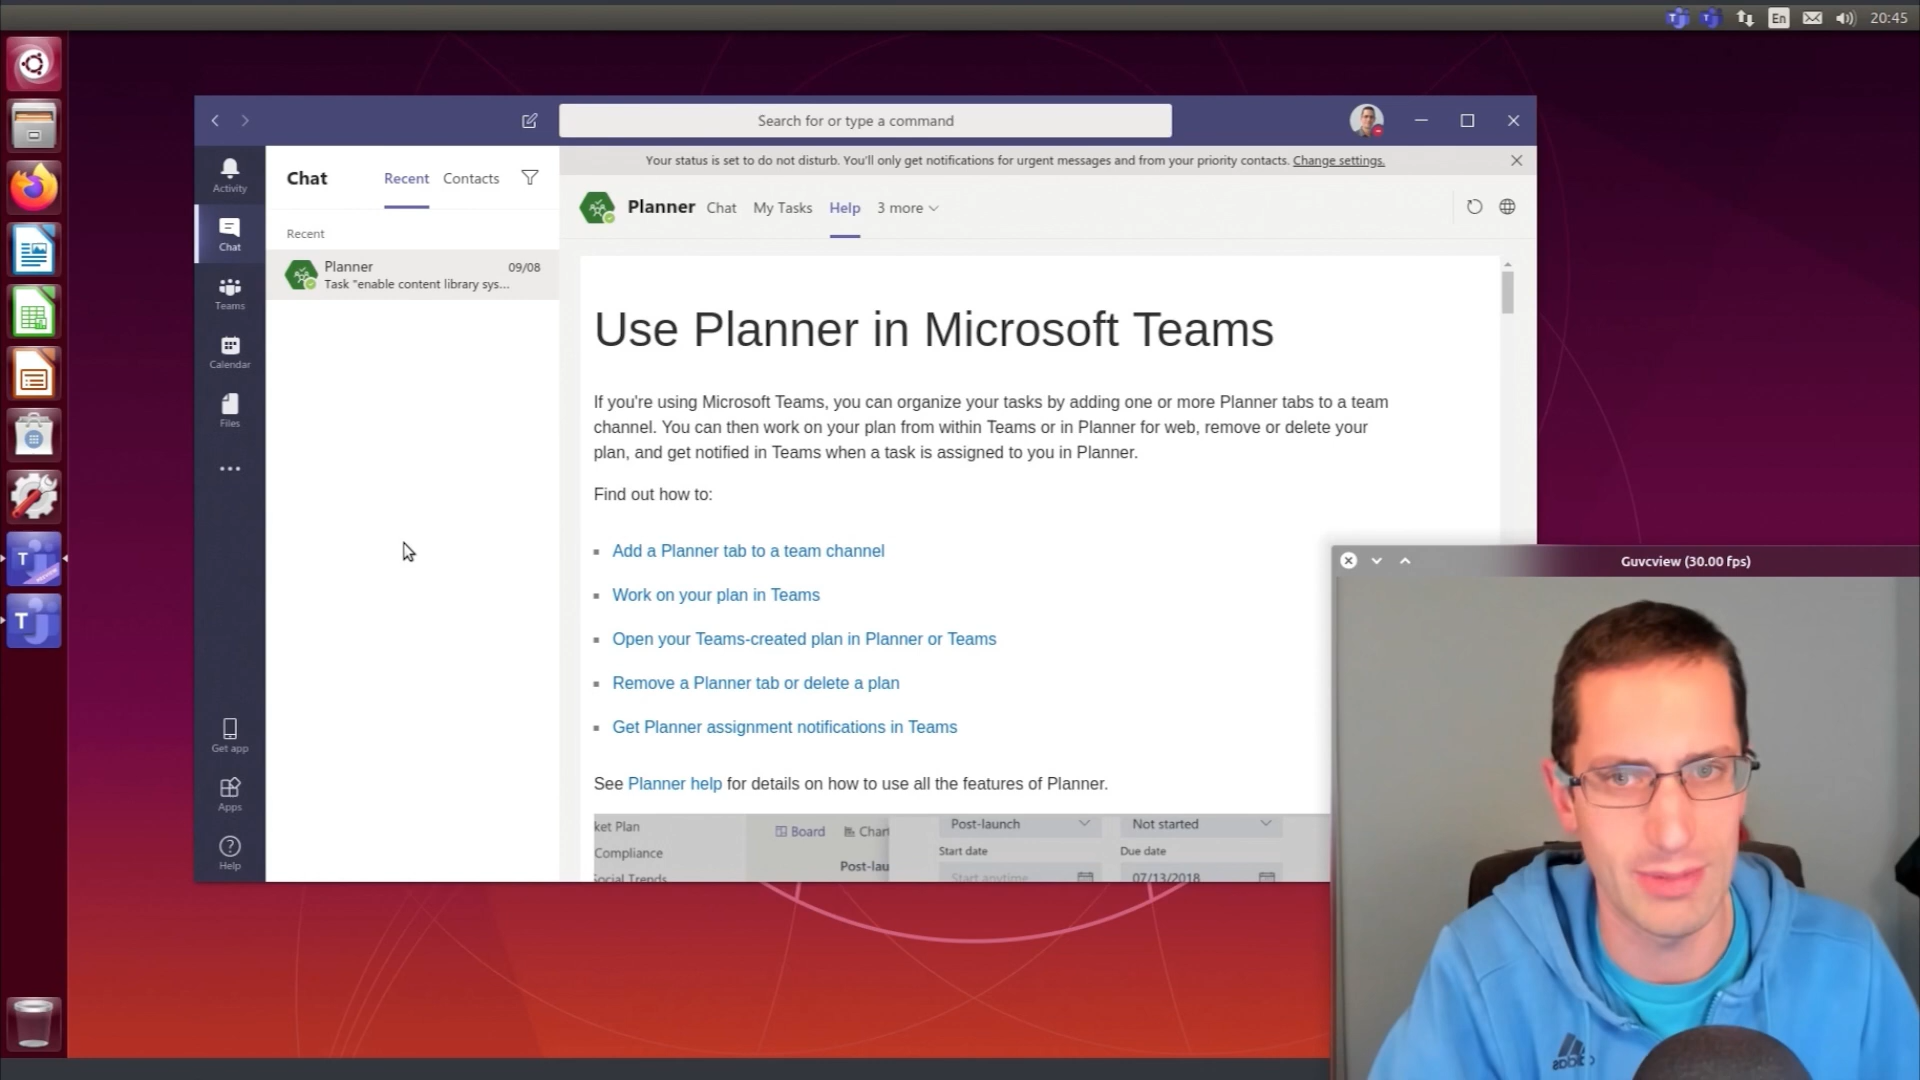 En
20:45
Search for or type a command
Your status is set to do not disturb. You'll only get notifications for urgent messages and from your priority contacts. Change settings.
Activity
Chat
Teams
Calendar
Files
Get app
Apps
Help
Chat
Recent
Contacts
Recent
Planner
09/08
Task "enable content library sys...
Planner
Chat
My Tasks
Help
3 more
Use Planner in Microsoft Teams
If you're using Microsoft Teams, you can organize your tasks by adding one or more Planner tabs to a team
channel. You can then work on your plan from within Teams or in Planner for web, remove or delete your
plan, and get notified in Teams when a task is assigned to you in Planner.
Find out how to:
Add a Planner tab to a team channel
Work on your plan in Teams
Open your Teams-created plan in Planner or Teams
Remove a Planner tab or delete a plan
Get Planner assignment notifications in Teams
See Planner help for details on how to use all the features of Planner.
ket Plan
Compliance
Social Trends
Board
Chart
Post-lau
Post-launch
Not started
Start date
Due date
Start anytime
07/13/2018
Guvcview (30.00 fps)
adidas